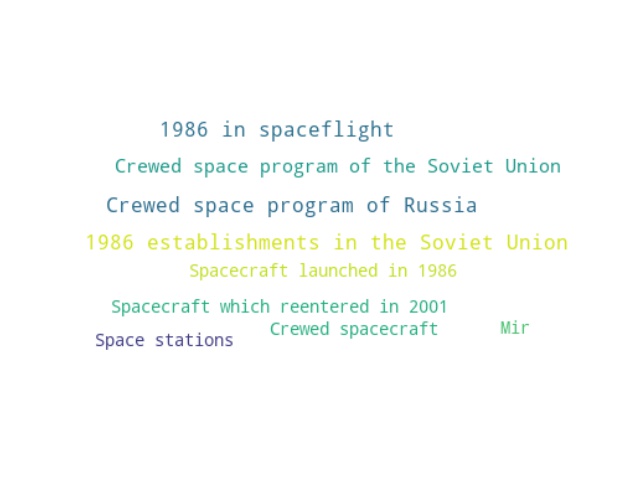 1986 in spaceflight
Crewed space program of the Soviet Union
Crewed space program of Russia
1986 establishments in the Soviet Union
Spacecraft launched in 1986
Spacecraft which reentered in 2001
Crewed spacecraft
Mir
Space stations